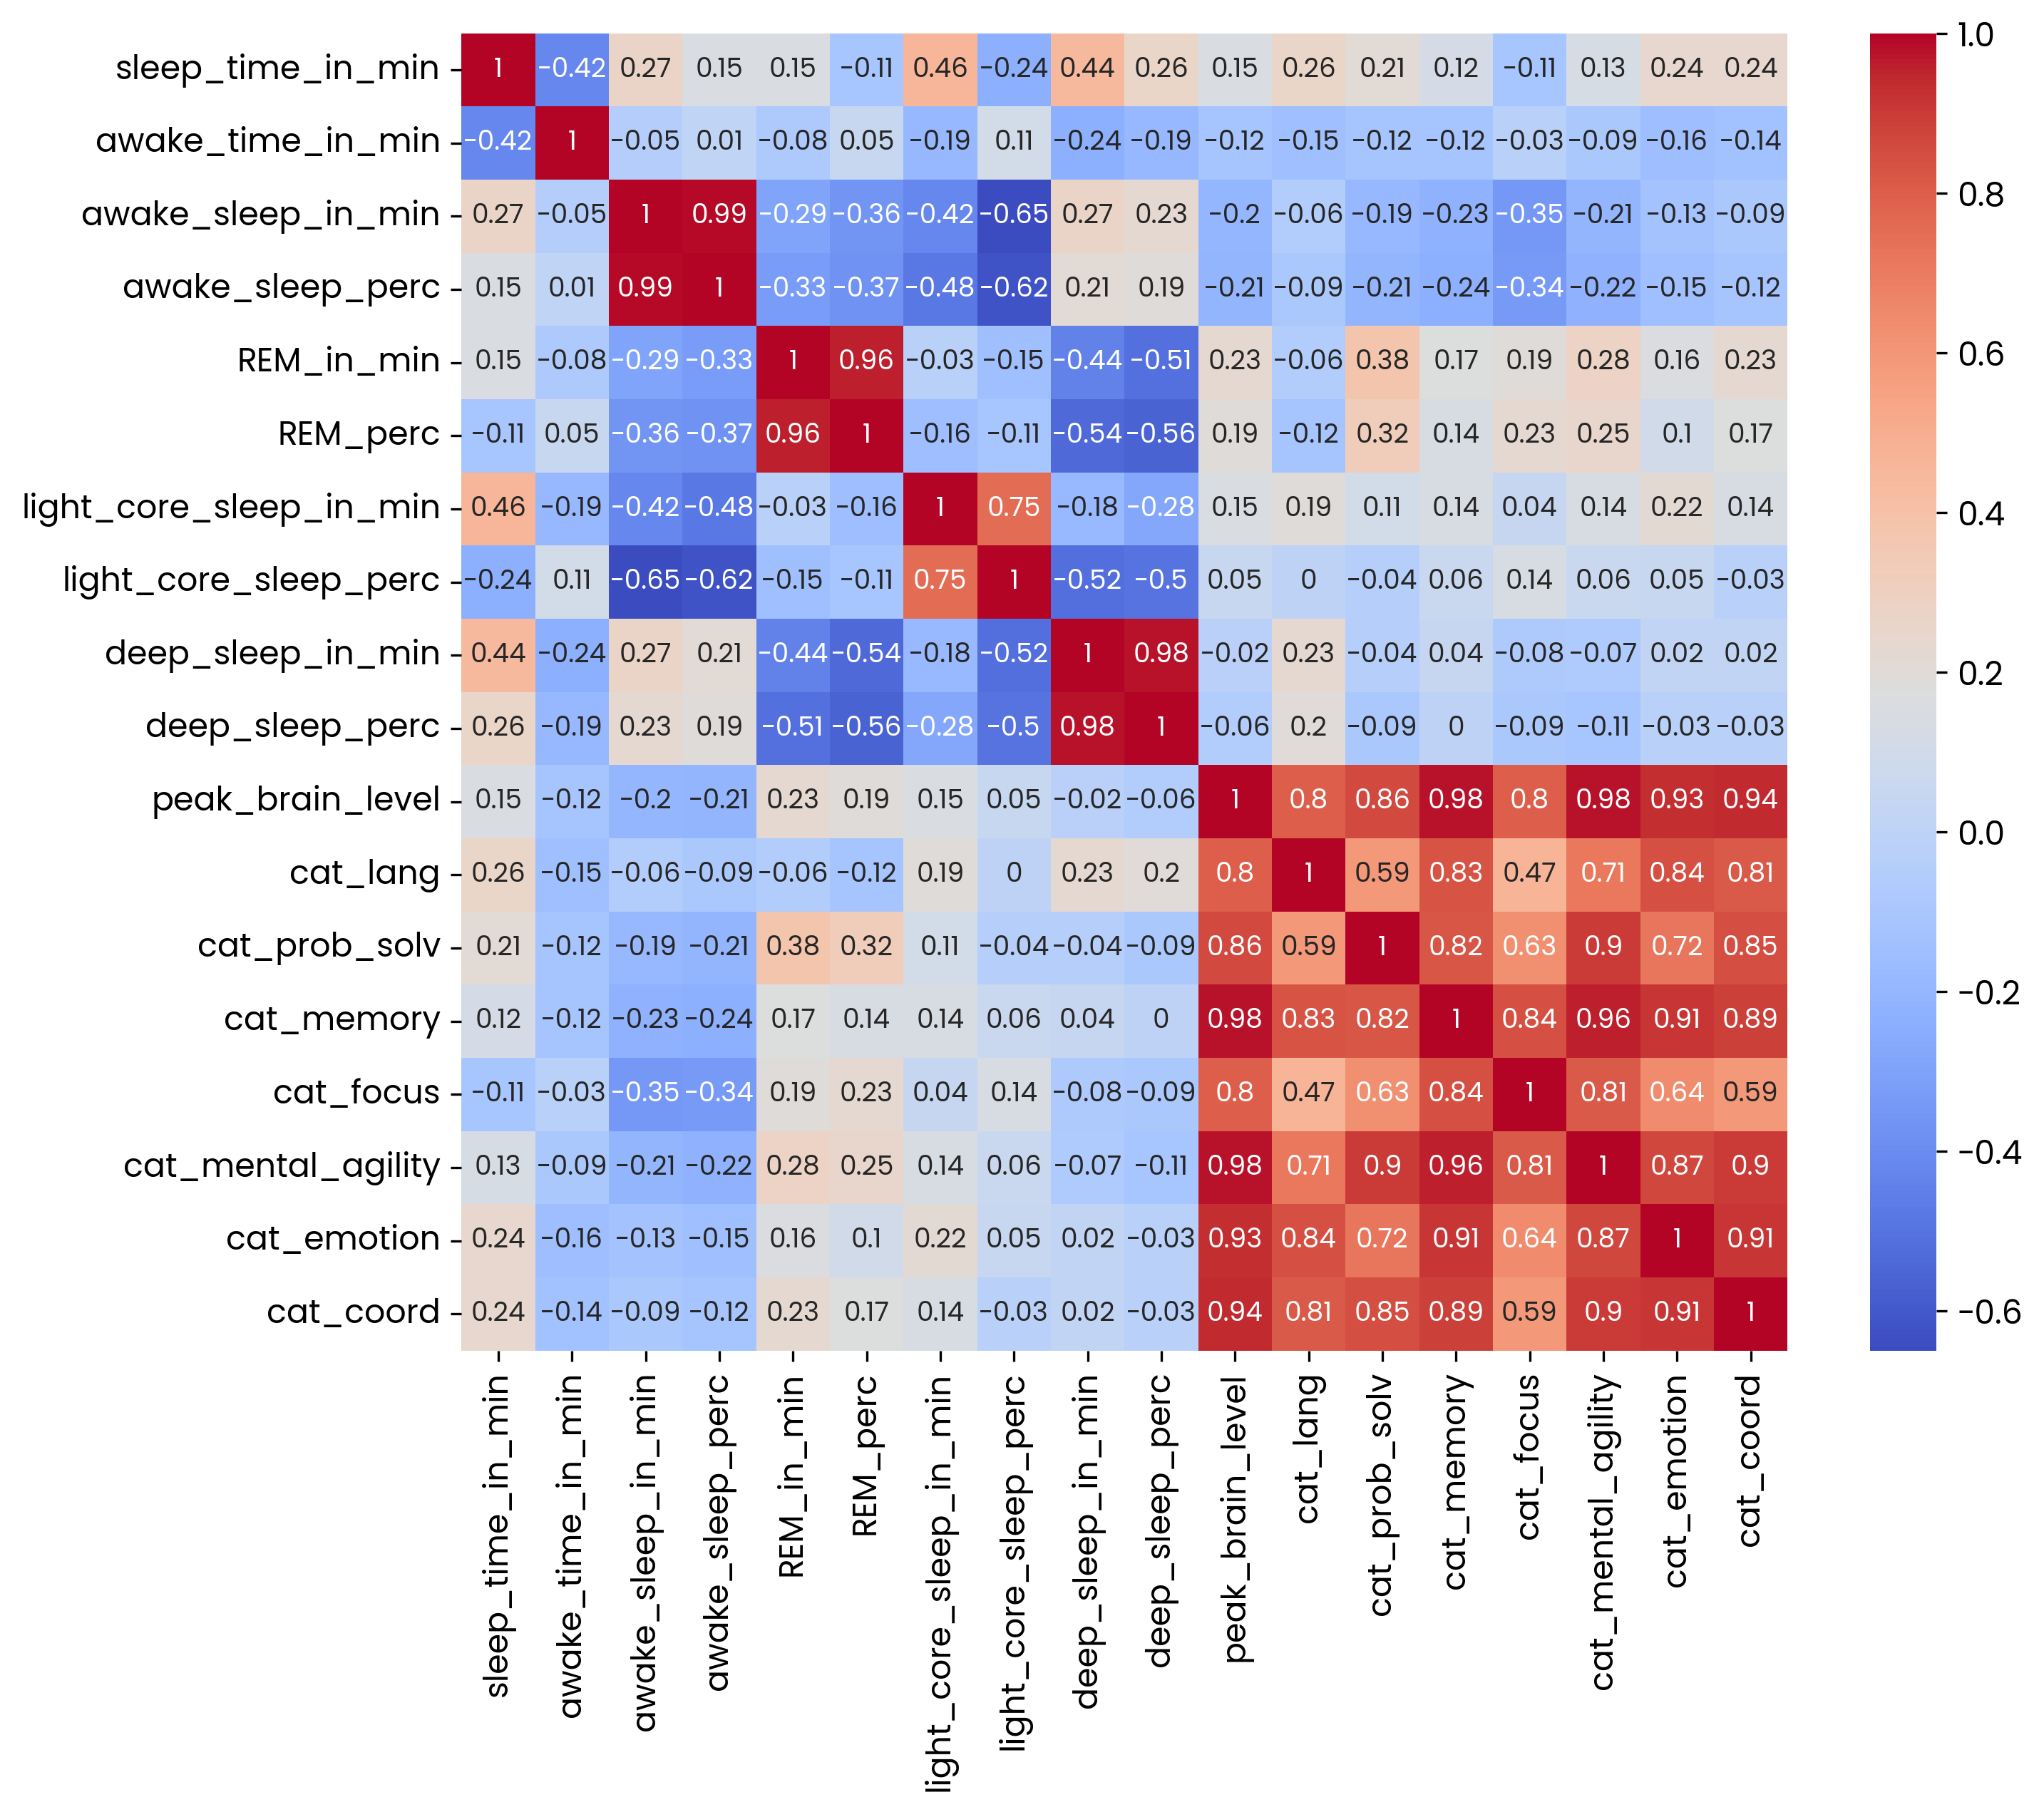 sleep_time_in_min 1 −0.42 0.27 0.15 0.15 −0.11 0.46 −0.24 0.44 0.26 0.15 0.26 0.21 0.12 −0.11 0.13 0.24 0.24
awake_time_in_min −0.42 1 −0.05 0.01 −0.08 0.05 −0.19 0.11 −0.24 −0.19 −0.12 −0.15 −0.12 −0.12 −0.03 −0.09 −0.16 −0.14
awake_sleep_in_min 0.27 −0.05 1 0.99 −0.29 −0.36 −0.42 −0.65 0.27 0.23 −0.2 −0.06 −0.19 −0.23 −0.35 −0.21 −0.13 −0.09
awake_sleep_perc 0.15 0.01 0.99 1 −0.33 −0.37 −0.48 −0.62 0.21 0.19 −0.21 −0.09 −0.21 −0.24 −0.34 −0.22 −0.15 −0.12
REM_in_min 0.15 −0.08 −0.29 −0.33 1 0.96 −0.03 −0.15 −0.44 −0.51 0.23 −0.06 0.38 0.17 0.19 0.28 0.16 0.23
REM_perc −0.11 0.05 −0.36 −0.37 0.96 1 −0.16 −0.11 −0.54 −0.56 0.19 −0.12 0.32 0.14 0.23 0.25 0.1 0.17
light_core_sleep_in_min 0.46 −0.19 −0.42 −0.48 −0.03 −0.16 1 0.75 −0.18 −0.28 0.15 0.19 0.11 0.14 0.04 0.14 0.22 0.14
light_core_sleep_perc −0.24 0.11 −0.65 −0.62 −0.15 −0.11 0.75 1 −0.52 −0.5 0.05 0 −0.04 0.06 0.14 0.06 0.05 −0.03
deep_sleep_in_min 0.44 −0.24 0.27 0.21 −0.44 −0.54 −0.18 −0.52 1 0.98 −0.02 0.23 −0.04 0.04 −0.08 −0.07 0.02 0.02
deep_sleep_perc 0.26 −0.19 0.23 0.19 −0.51 −0.56 −0.28 −0.5 0.98 1 −0.06 0.2 −0.09 0 −0.09 −0.11 −0.03 −0.03
peak_brain_level 0.15 −0.12 −0.2 −0.21 0.23 0.19 0.15 0.05 −0.02 −0.06 1 0.8 0.86 0.98 0.8 0.98 0.93 0.94
cat_lang 0.26 −0.15 −0.06 −0.09 −0.06 −0.12 0.19 0 0.23 0.2 0.8 1 0.59 0.83 0.47 0.71 0.84 0.81
cat_prob_solv 0.21 −0.12 −0.19 −0.21 0.38 0.32 0.11 −0.04 −0.04 −0.09 0.86 0.59 1 0.82 0.63 0.9 0.72 0.85
cat_memory 0.12 −0.12 −0.23 −0.24 0.17 0.14 0.14 0.06 0.04 0 0.98 0.83 0.82 1 0.84 0.96 0.91 0.89
cat_focus −0.11 −0.03 −0.35 −0.34 0.19 0.23 0.04 0.14 −0.08 −0.09 0.8 0.47 0.63 0.84 1 0.81 0.64 0.59
cat_mental_agility 0.13 −0.09 −0.21 −0.22 0.28 0.25 0.14 0.06 −0.07 −0.11 0.98 0.71 0.9 0.96 0.81 1 0.87 0.9
cat_emotion 0.24 −0.16 −0.13 −0.15 0.16 0.1 0.22 0.05 0.02 −0.03 0.93 0.84 0.72 0.91 0.64 0.87 1 0.91
cat_coord 0.24 −0.14 −0.09 −0.12 0.23 0.17 0.14 −0.03 0.02 −0.03 0.94 0.81 0.85 0.89 0.59 0.9 0.91 1
sleep_time_in_min
awake_time_in_min
awake_sleep_in_min
awake_sleep_perc
REM_in_min
REM_perc
light_core_sleep_in_min
light_core_sleep_perc
deep_sleep_in_min
deep_sleep_perc
peak_brain_level
cat_lang
cat_prob_solv
cat_memory
cat_focus
cat_mental_agility
cat_emotion
cat_coord
1.0
0.8
0.6
0.4
0.2
0.0
−0.2
−0.4
−0.6